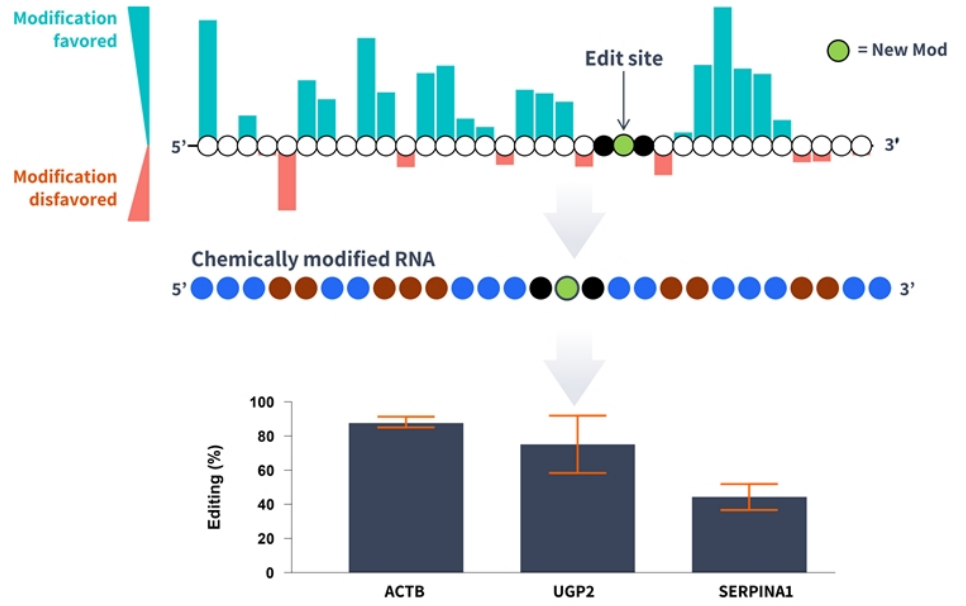 Modification
favored
Edit site
= New Mod
5’
3’
Modification
disfavored
Chemically modified RNA
5’
3’
100
80
60
40
20
0
Editing (%)
ACTB
UGP2
SERPINA1